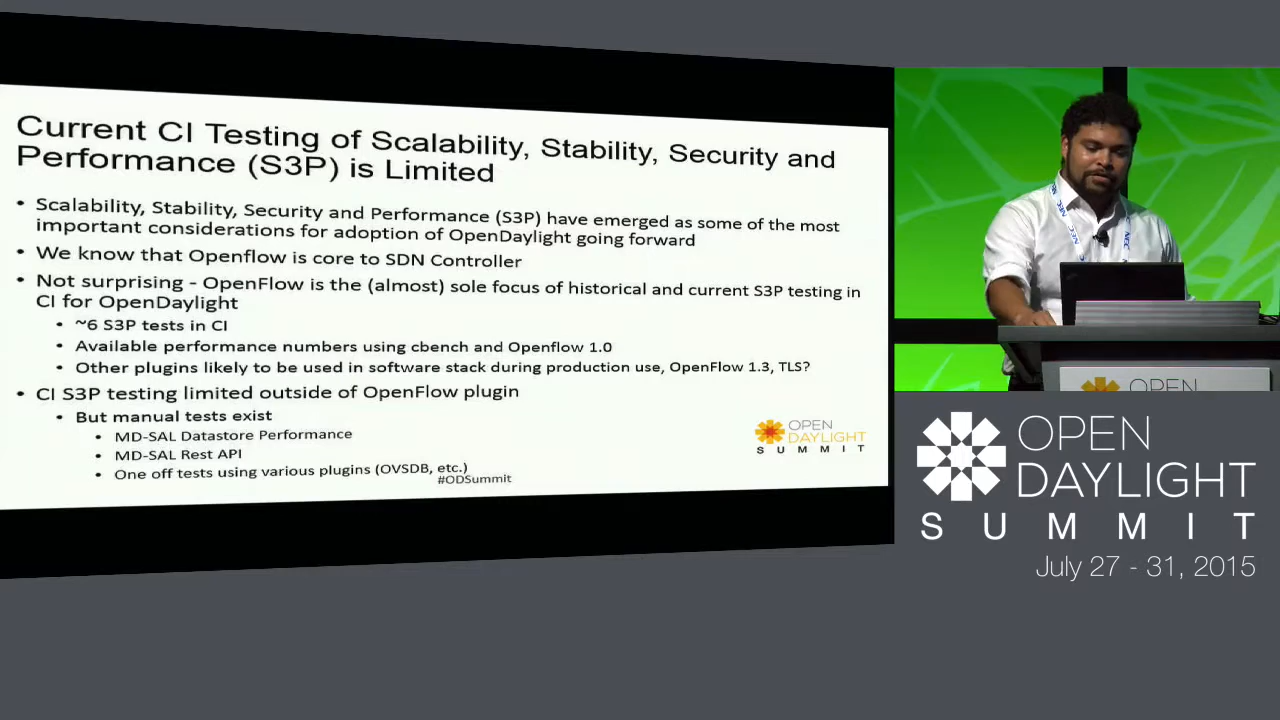 Current CI Testing of Scalability, Stability, Security and
Performance (S3P) is Limited
• Scalability, Stability, Security and Performance (S3P) have emerged as some of the most
important considerations for adoption of OpenDaylight going forward
• We know that Openflow is core to SDN Controller
• Not surprising - OpenFlow is the (almost) sole focus of historical and current S3P testing in
CI for OpenDaylight
• ~6 S3P tests in CI
• Available performance numbers using cbench and Openflow 1.0
• Other plugins likely to be used in software stack during production use, OpenFlow 1.3, TLS?
• CI S3P testing limited outside of OpenFlow plugin
• But manual tests exist
• MD-SAL Datastore Performance
• MD-SAL Rest API
• One off tests using various plugins (OVSDB, etc.)
#ODSummit
OPEN
DAYLIGHT
SUMMIT
NEC
NEC
OPEN
OPEN
DAYLIGHT
SUMMIT
July 27 - 31, 2015